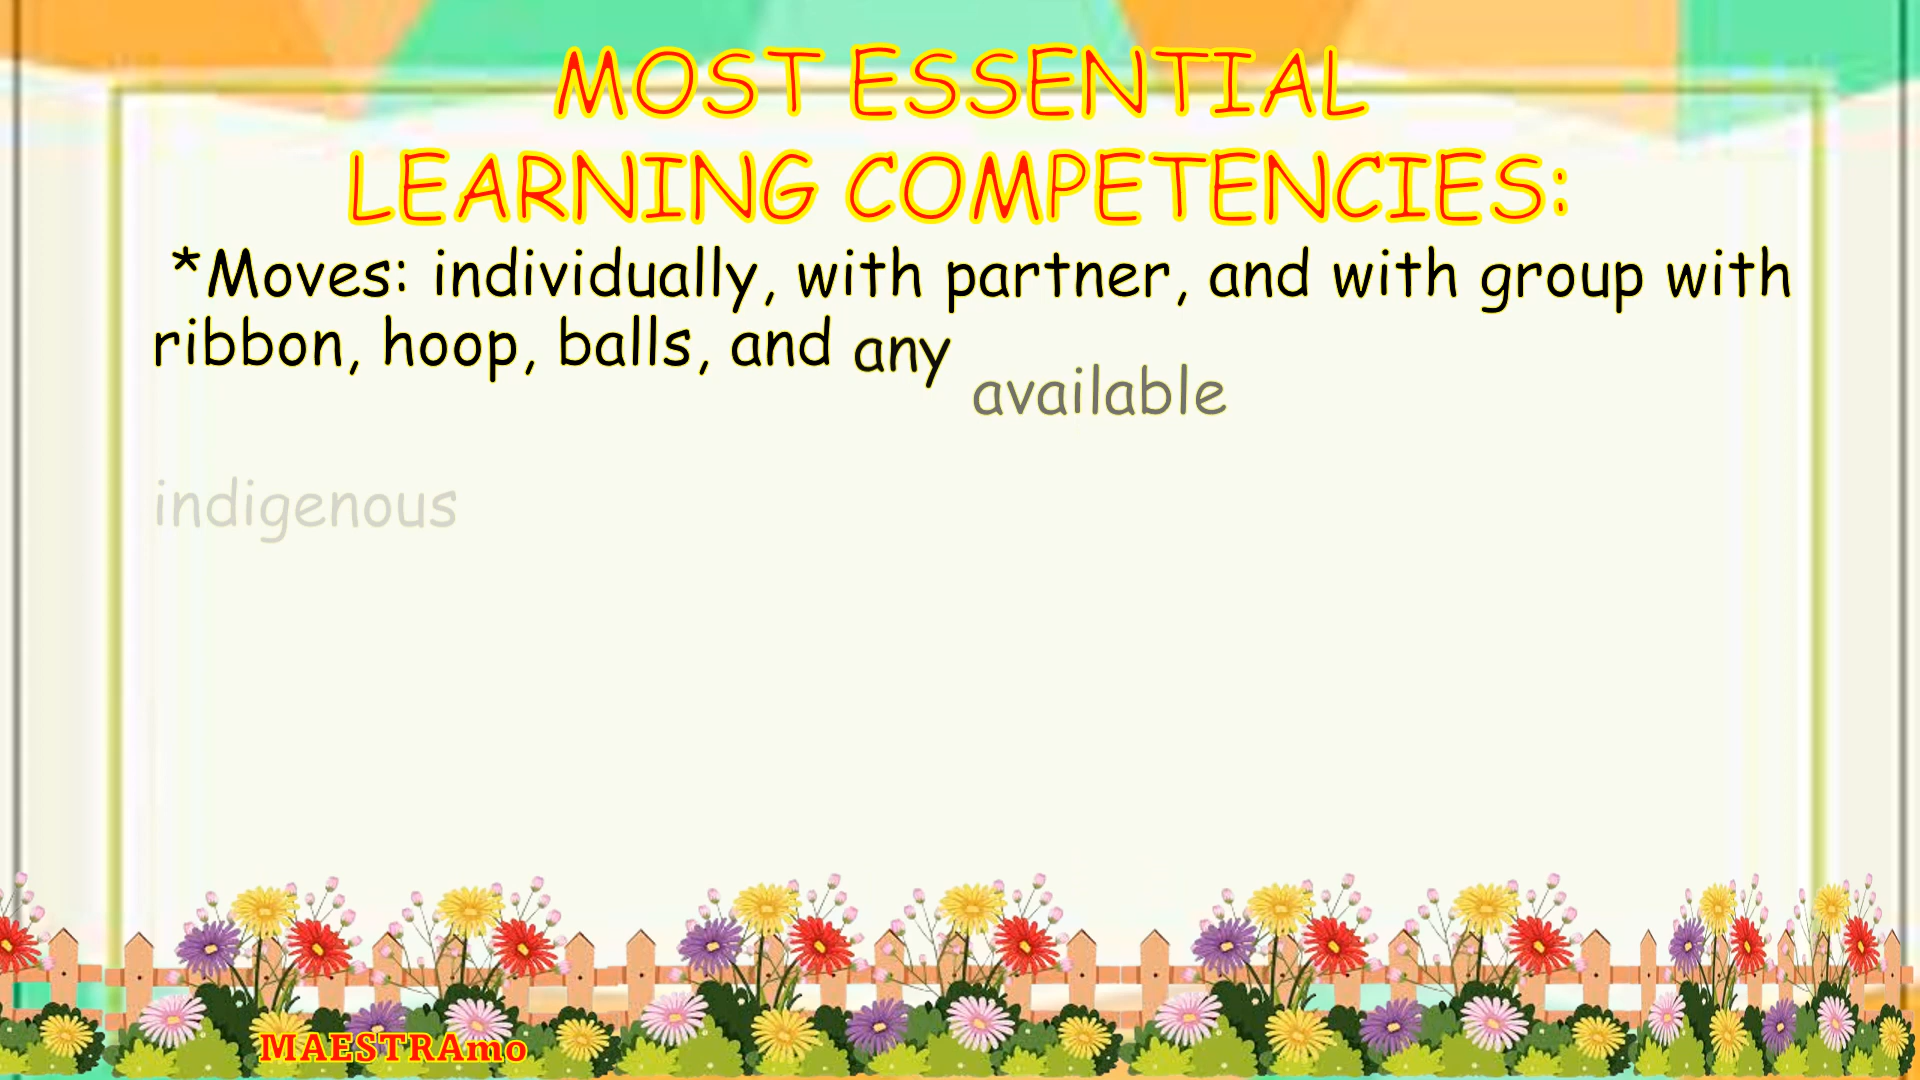 MOST ESSENTIAL
LEARNING COMPETENCIES:
*Moves: individually, with partner, and with group with
ribbon, hoop, balls, and any available
indigenous
MAESTRAmo